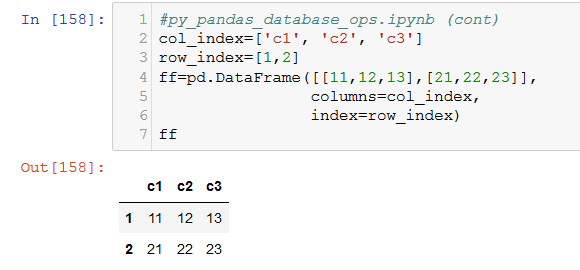 In [158]:
1 #py_pandas_database_ops.ipynb (cont)
2 col_index=['c1', 'c2', 'c3']
3 row_index=[1,2]
4 ff=pd.DataFrame([[11,12,13],[21,22,23]],
5                 columns=col_index,
6                 index=row_index)
7 ff
Out[158]:
c1 c2 c3
1 11 12 13
2 21 22 23